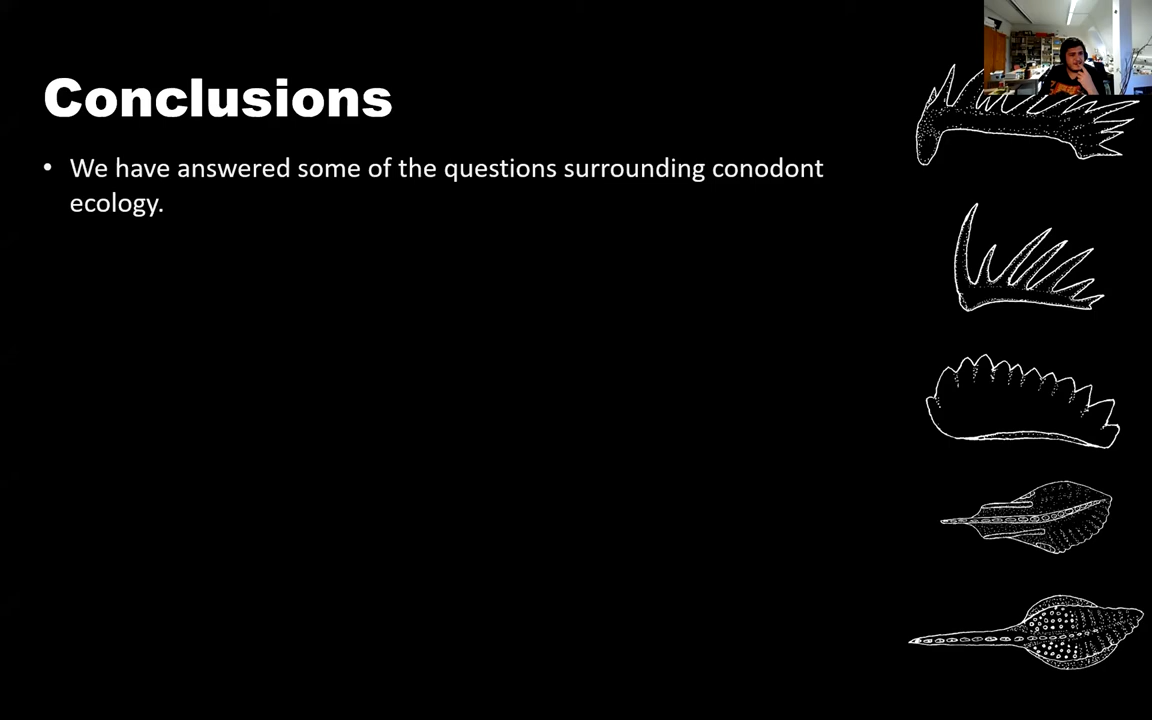 Conclusions
• We have answered some of the questions surrounding conodont
ecology.